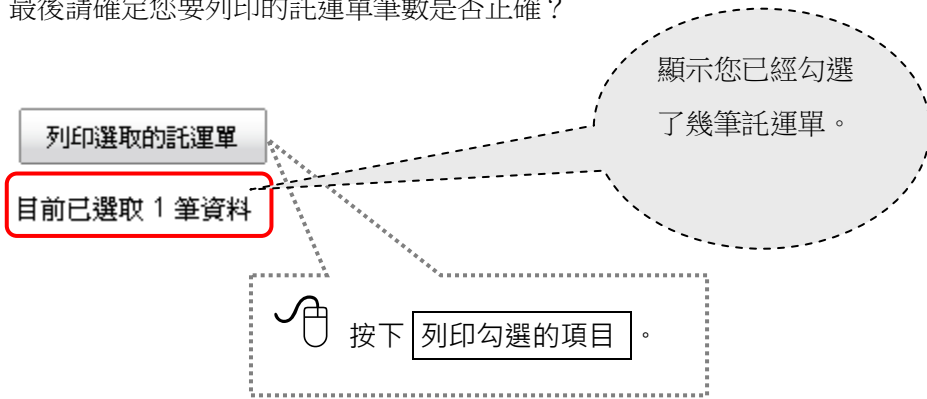 最後請確定您要列印的託運單筆數是否正確？
顯示您已經勾選
了幾筆託運單。
列印選取的託運單
目前已選取 1 筆資料
按下 列印勾選的項目 。